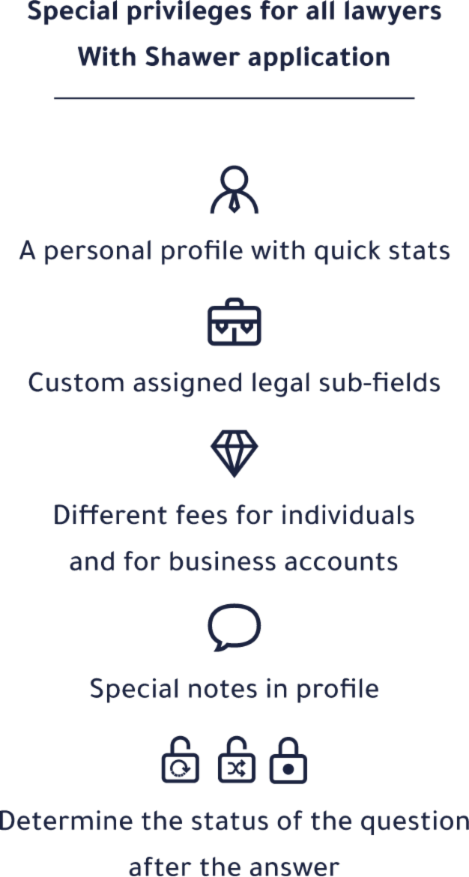 Special privileges for all lawyers
With Shawer application
A personal profile with quick stats
Custom assigned legal sub-fields
Different fees for individuals
and for business accounts
Special notes in profile
Determine the status of the question
after the answer